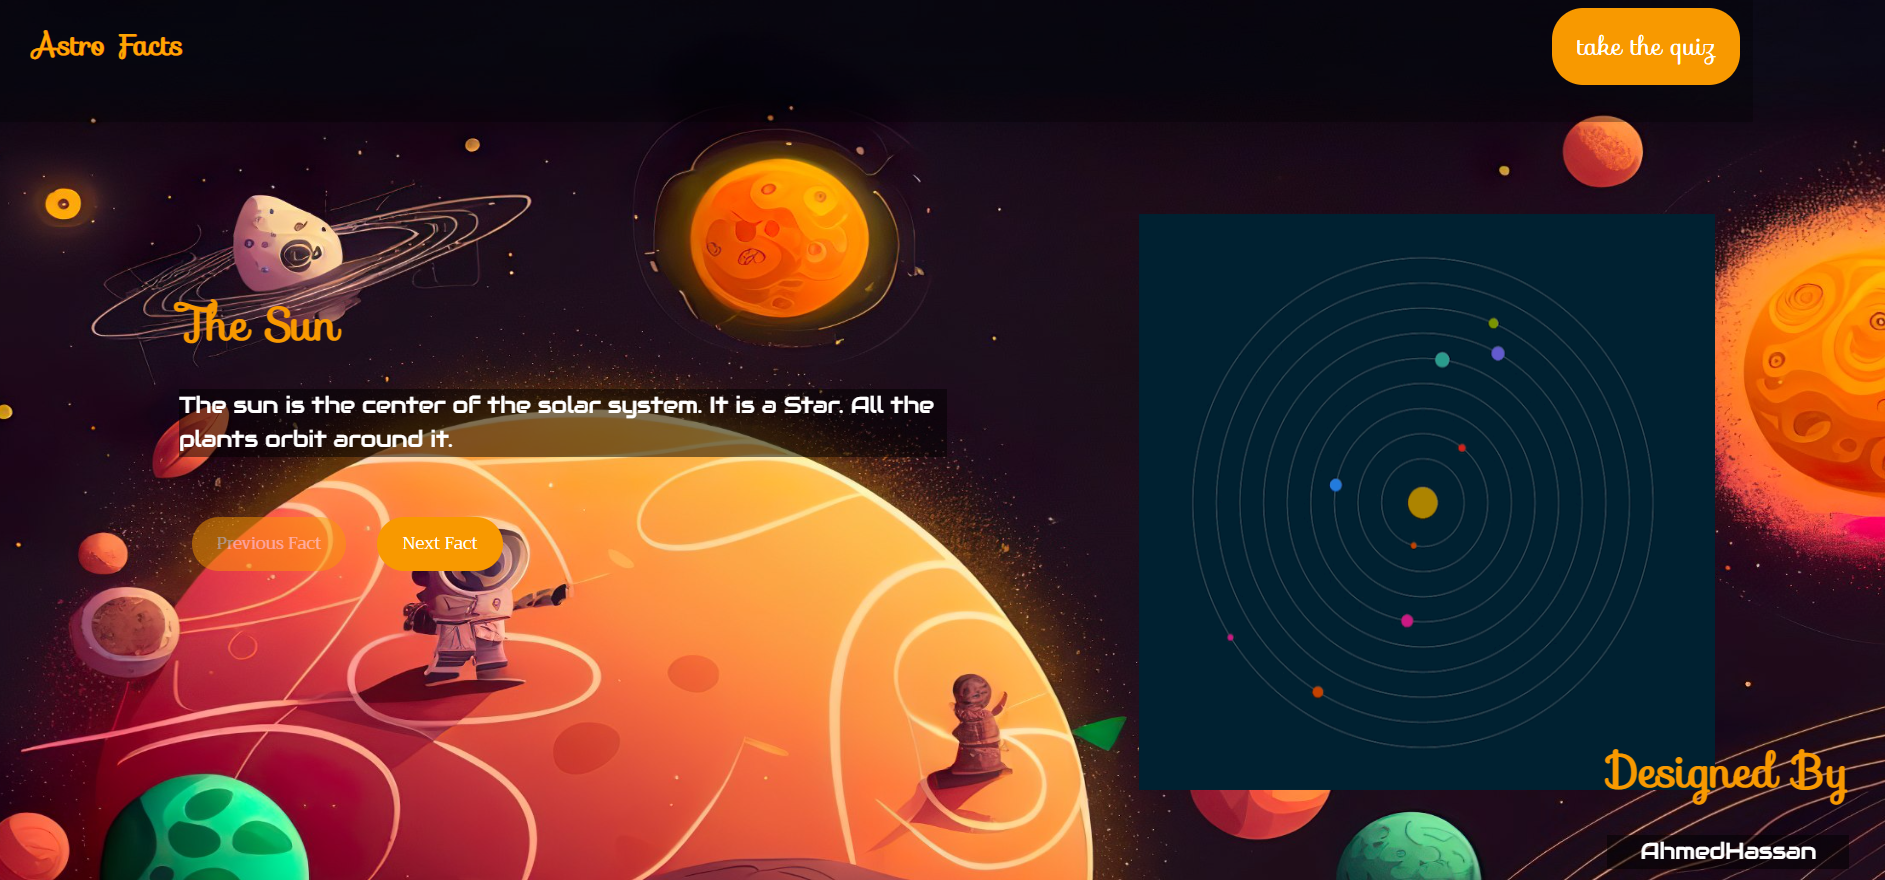 Astro Facts
take the quiz
The Sun
The sun is the center of the solar system. It is a Star. All the
plants orbit around it.
Previous Fact
Next Fact
Designed By
AhmedHassan